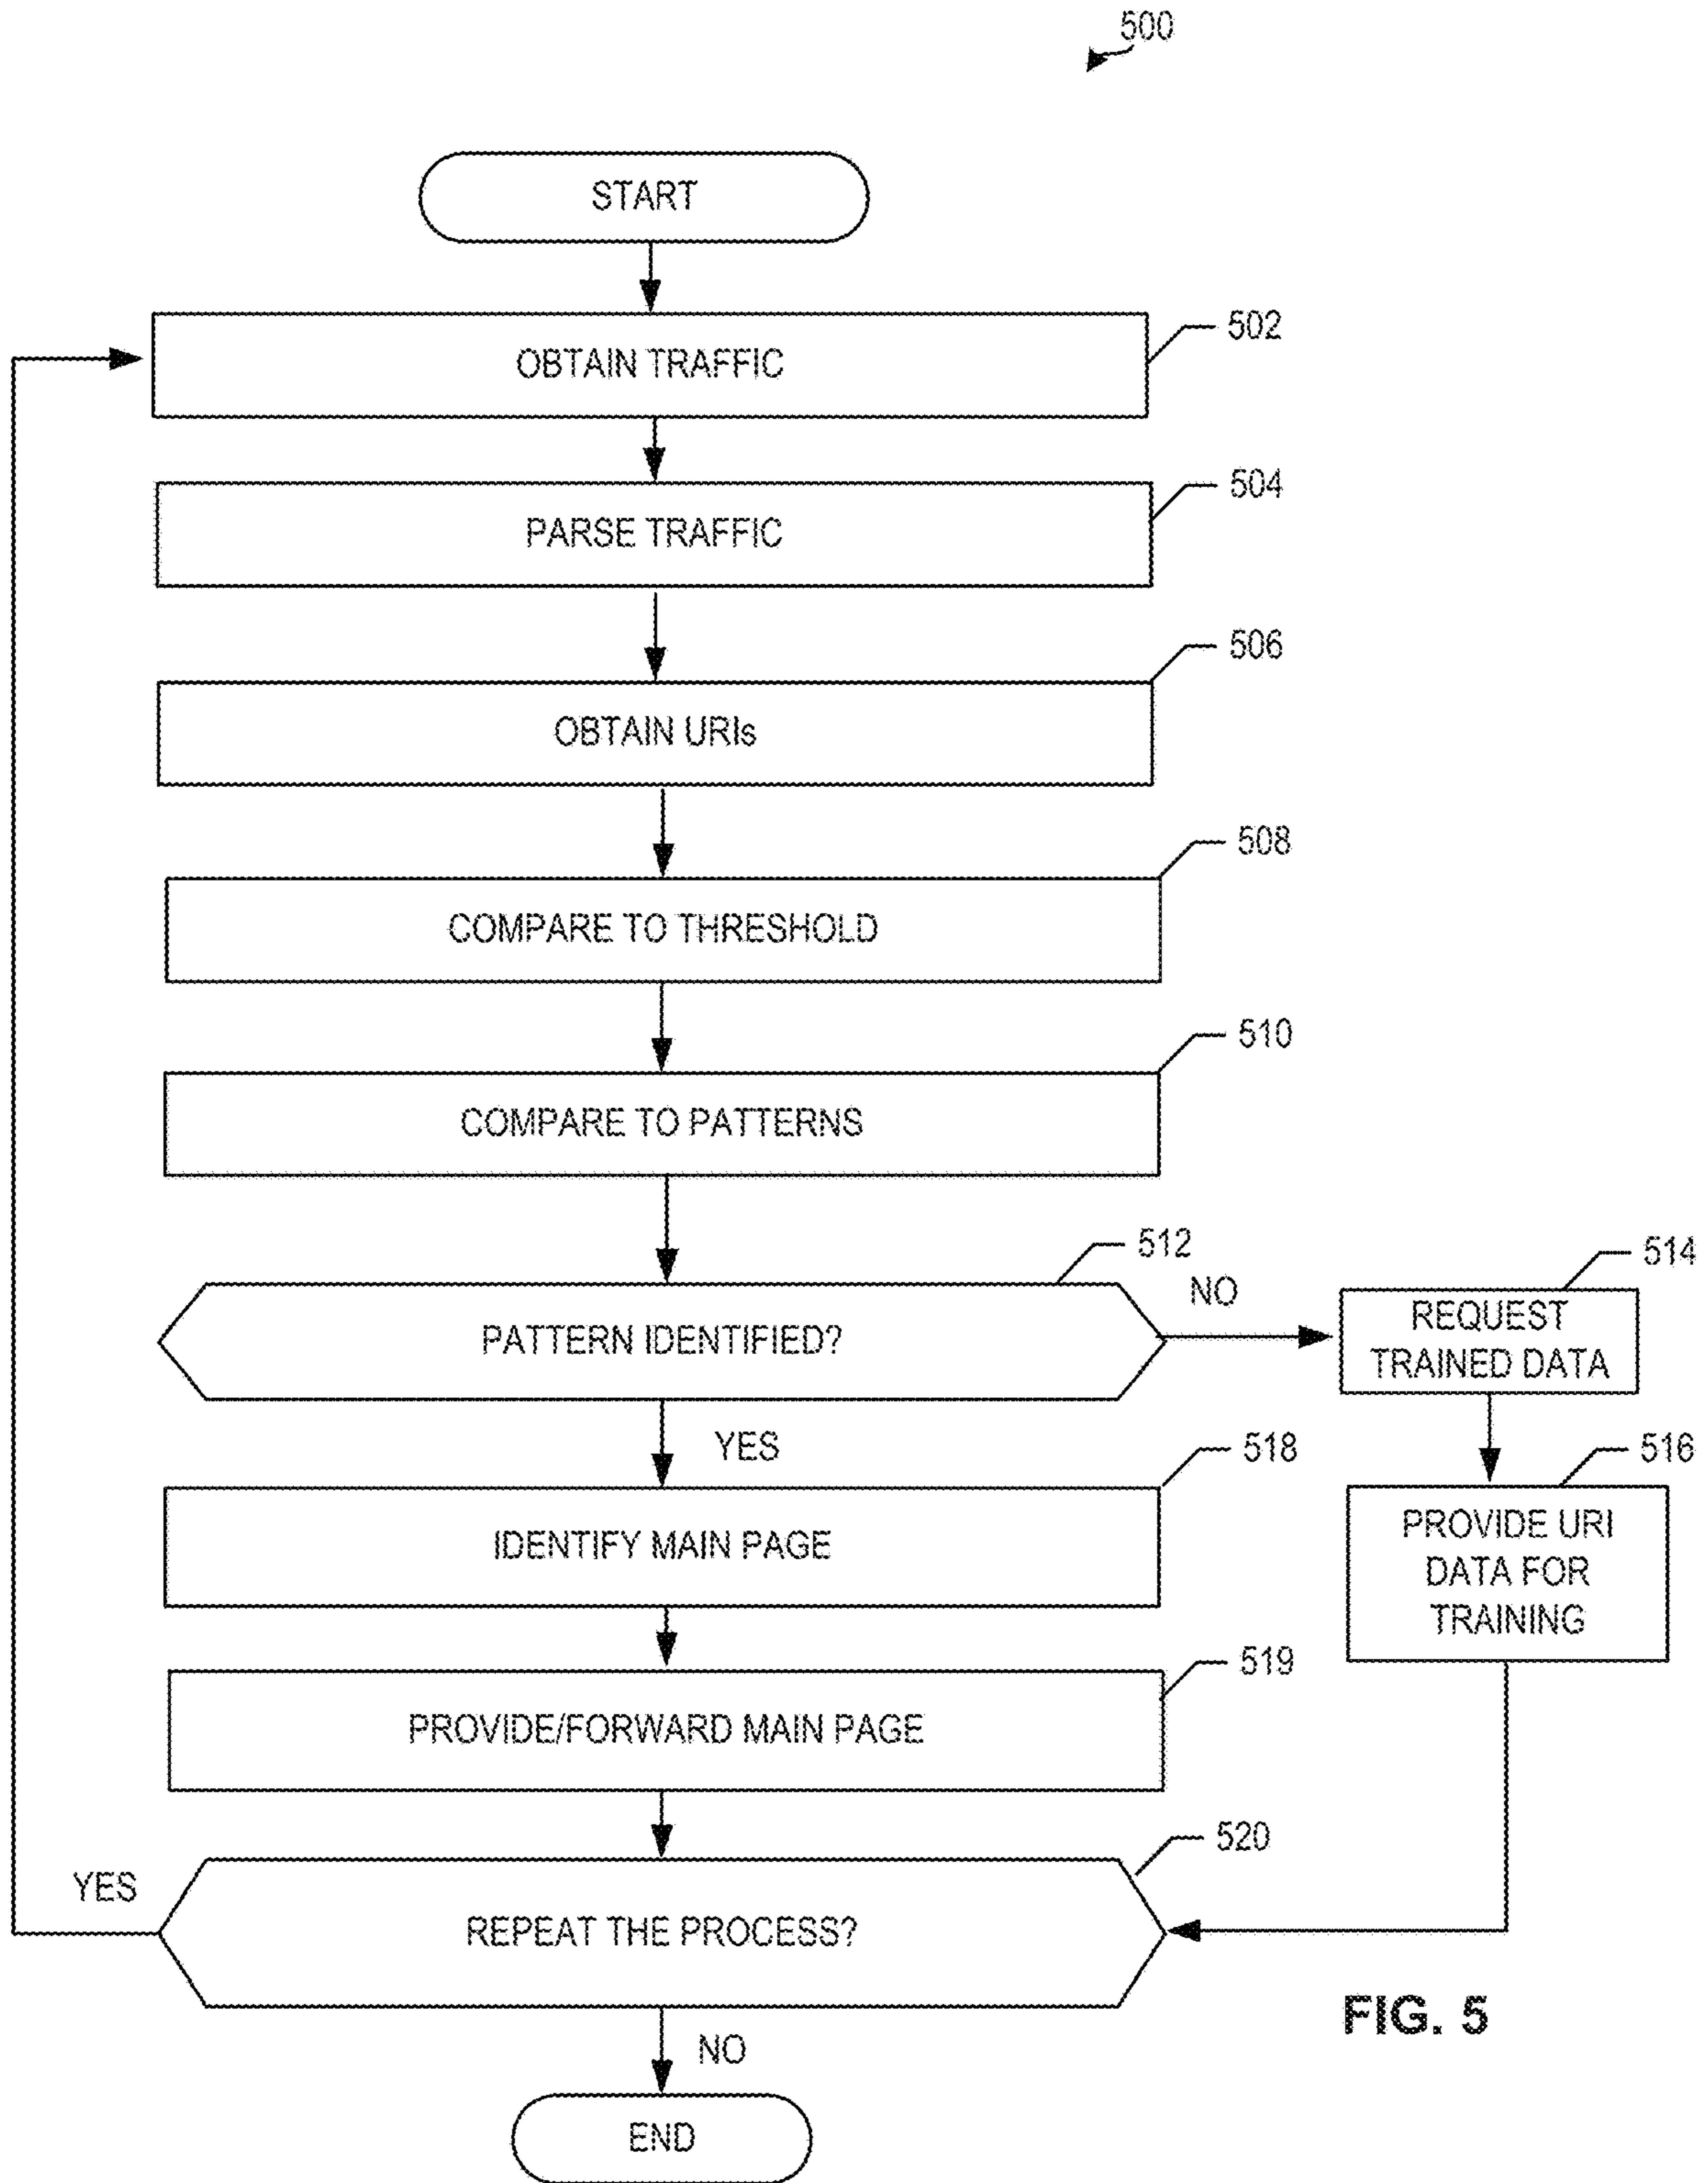 500
START
502
OBTAIN TRAFFIC
504
PARSE TRAFFIC
506
OBTAIN URIs
508
COMPARE TO THRESHOLD
510
COMPARE TO PATTERNS
512
NO
514
PATTERN IDENTIFIED?
REQUEST
TRAINED DATA
YES
518
516
IDENTIFY MAIN PAGE
PROVIDE URI
DATA FOR
TRAINING
519
PROVIDE/FORWARD MAIN PAGE
520
YES
REPEAT THE PROCESS?
FIG. 5
NO
END